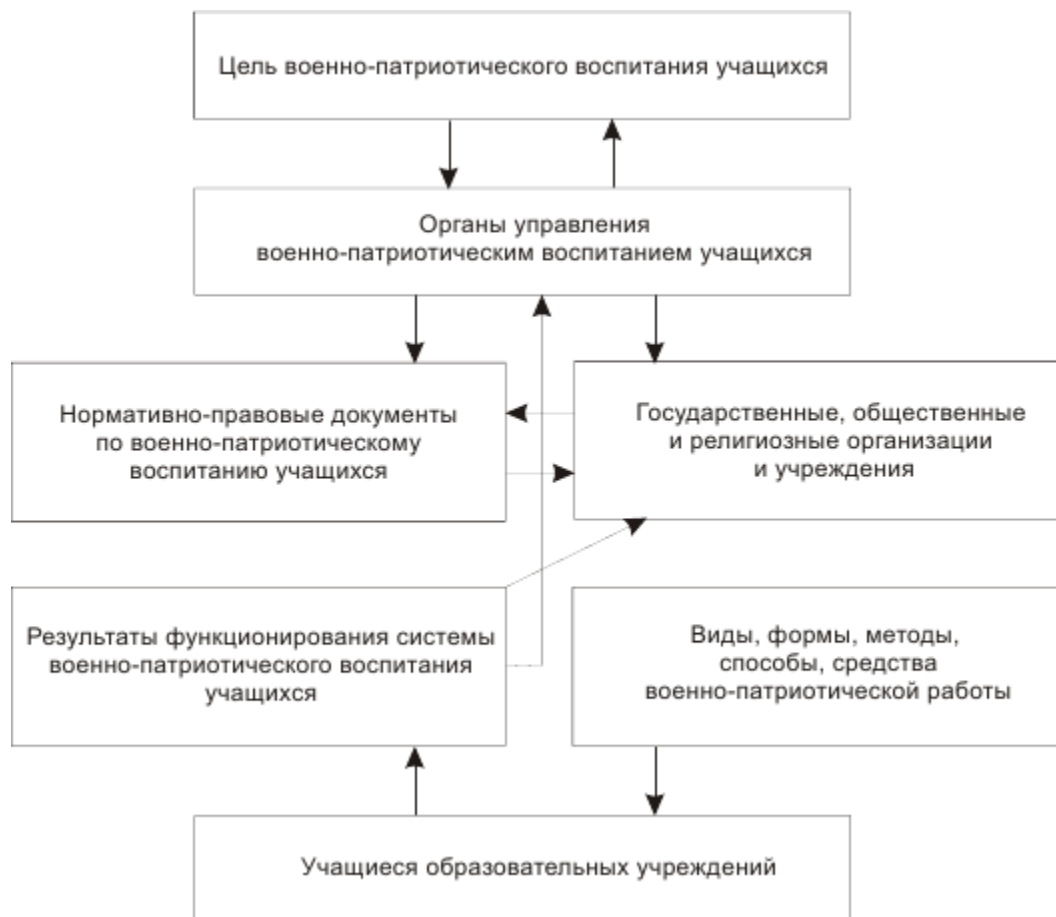 Цель военно-патриотического воспитания учащихся
Органы управления
военно-патриотическим воспитанием учащихся
Нормативно-правовые документы
по военно-патриотическому
воспитанию учащихся
Государственные, общественные
и религиозные организации
и учреждения
Результаты функционирования системы
военно-патриотического воспитания
учащихся
Виды, формы, методы,
способы, средства
военно-патриотической работы
Учащиеся образовательных учреждений